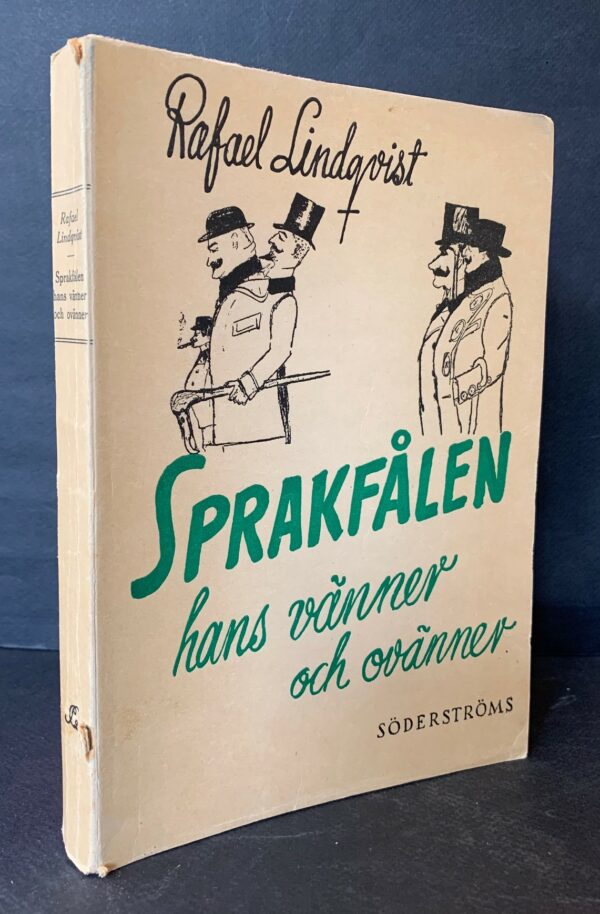 Rafael Lindqvist
SPRAKFÅLEN
hans vänner
och ovänner
SÖDERSTRÖMS
Rafael
Lindqvist
Sprakfålen
hans vänner
och ovänner